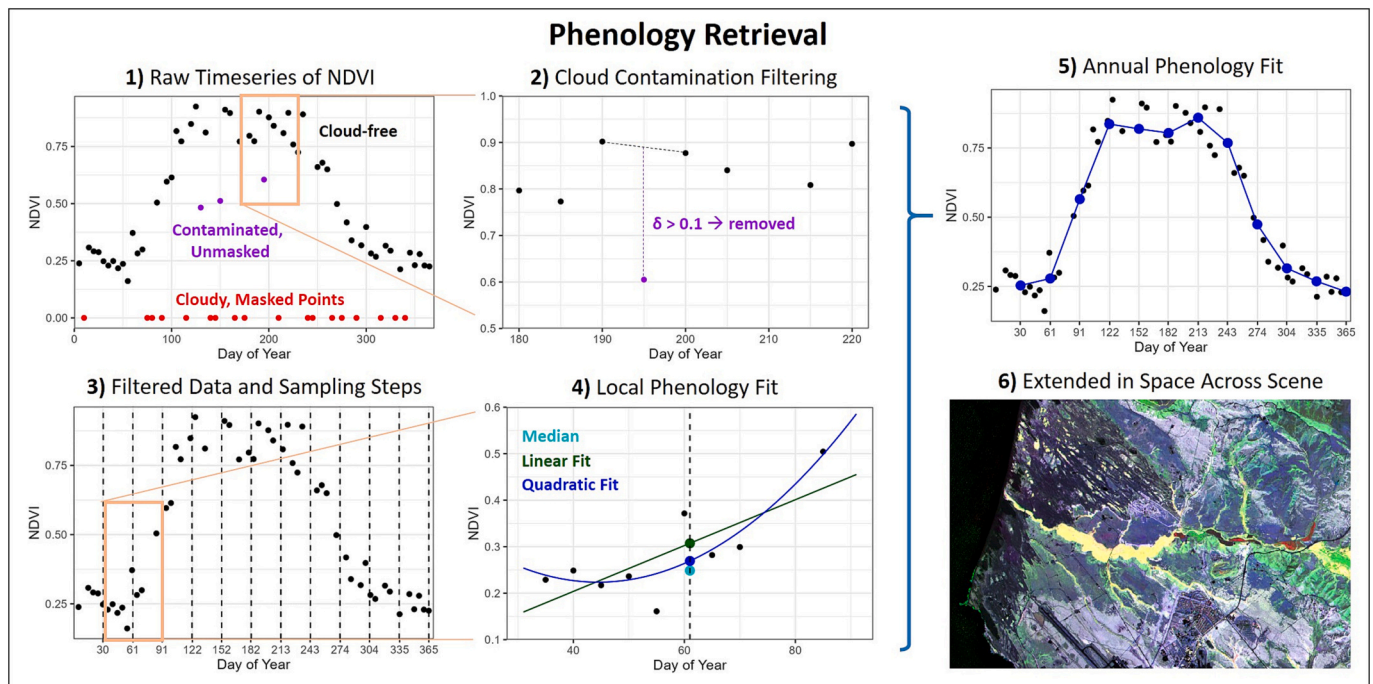 Phenology Retrieval
1) Raw Timeseries of NDVI
NDVI
0.75
0.50
0.25
0.00
Cloud-free
Contaminated,
Unmasked
Cloudy, Masked Points
0
100
200
300
Day of Year
2) Cloud Contamination Filtering
NDVI
1.0
0.9
0.8
0.7
0.6
0.5
δ > 0.1 → removed
180
190
200
210
220
Day of Year
3) Filtered Data and Sampling Steps
NDVI
0.75
0.50
0.25
30
61
91
122
152
182
213
243
274
304
335
365
Day of Year
4) Local Phenology Fit
NDVI
0.6
0.5
0.4
0.3
0.2
0.1
Median
Linear Fit
Quadratic Fit
40
60
80
Day of Year
5) Annual Phenology Fit
NDVI
0.75
0.50
0.25
30
61
91
122
152
182
213
243
274
304
335
365
Day of Year
6) Extended in Space Across Scene